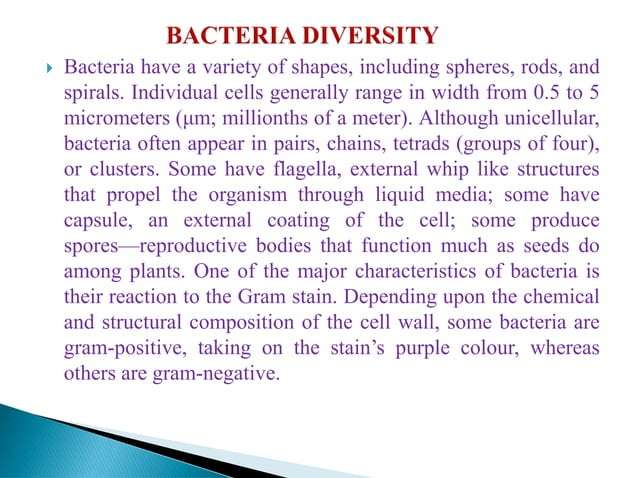 BACTERIA DIVERSITY
Bacteria have a variety of shapes, including spheres, rods, and
spirals. Individual cells generally range in width from 0.5 to 5
micrometers (μm; millionths of a meter). Although unicellular,
bacteria often appear in pairs, chains, tetrads (groups of four),
or clusters. Some have flagella, external whip like structures
that propel the organism through liquid media; some have
capsule, an external coating of the cell; some produce
spores—reproductive bodies that function much as seeds do
among plants. One of the major characteristics of bacteria is
their reaction to the Gram stain. Depending upon the chemical
and structural composition of the cell wall, some bacteria are
gram-positive, taking on the stain’s purple colour, whereas
others are gram-negative.